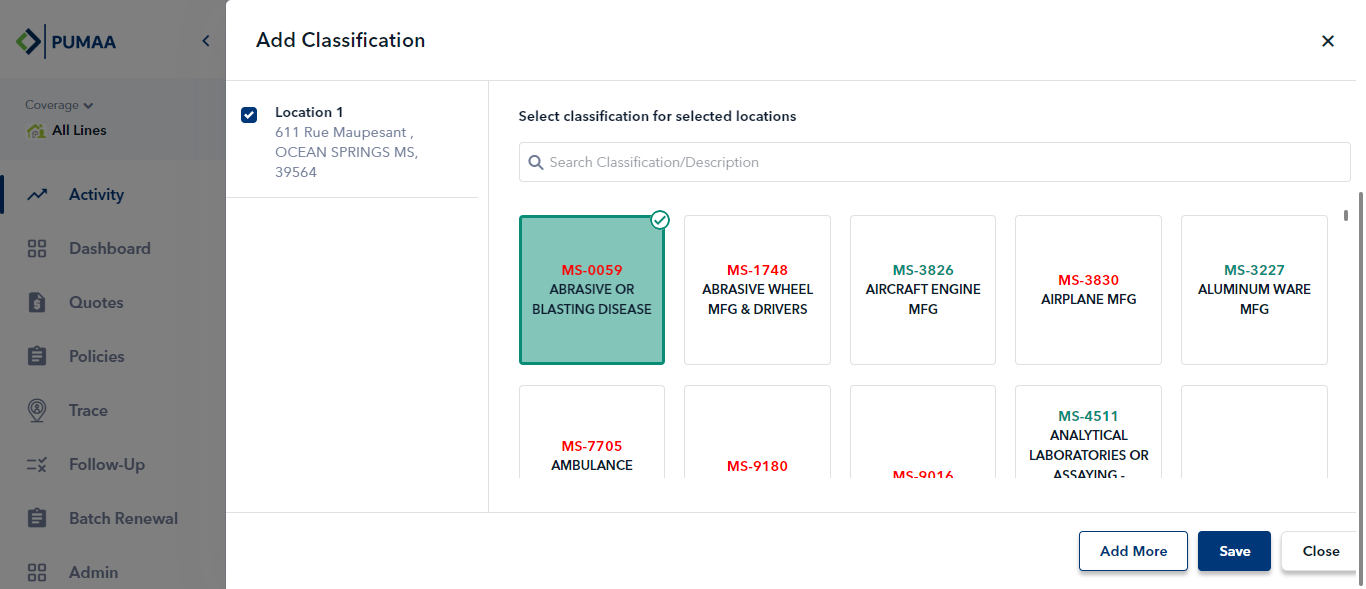 PUMAA
Coverage
All Lines
Activity
Dashboard
Quotes
Policies
Trace
Follow-Up
Batch Renewal
Admin
Add Classification
Location 1
611 Rue Maupesant ,
OCEAN SPRINGS MS,
39564
Select classification for selected locations
Search Classification/Description
MS-0059
ABRASIVE OR
BLASTING DISEASE
MS-1748
ABRASIVE WHEEL
MFG & DRIVERS
MS-3826
AIRCRAFT ENGINE
MFG
MS-3830
AIRPLANE MFG
MS-3227
ALUMINUM WARE
MFG
MS-7705
AMBULANCE
MS-9180
MS-9016
MS-4511
ANALYTICAL
LABORATORIES OR
ASSAYING -
Add More
Save
Close